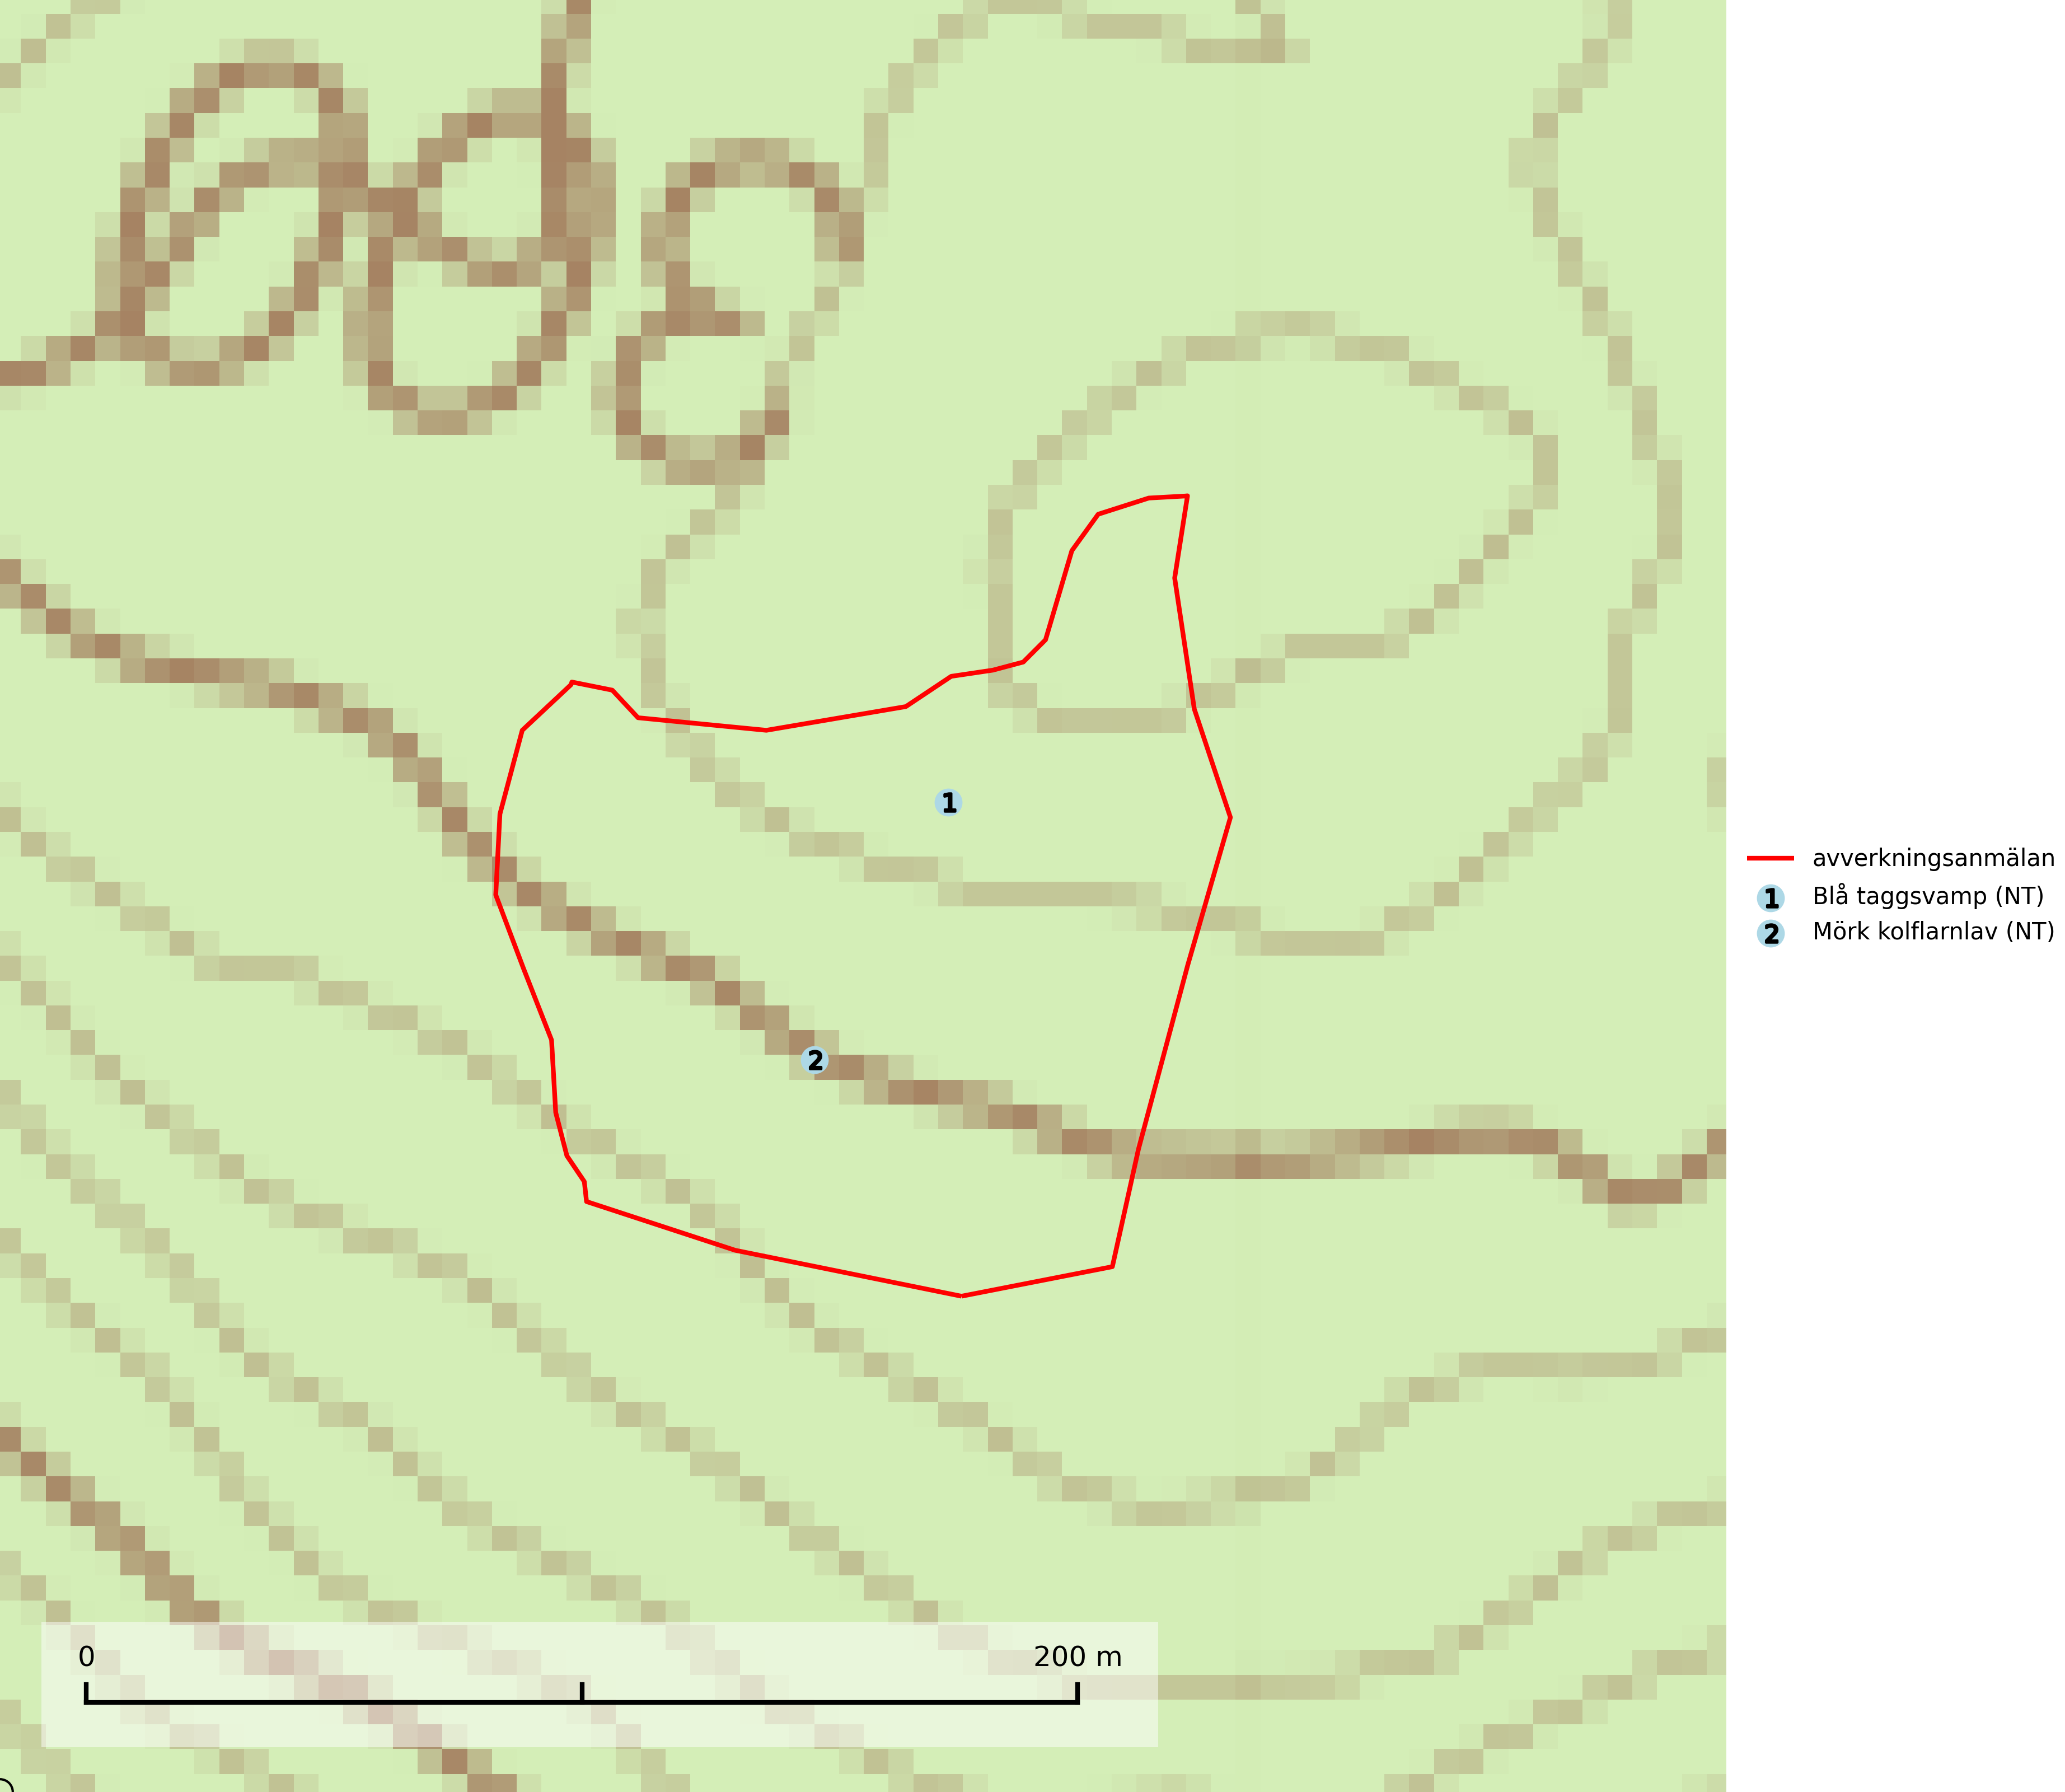 1
2
avverkningsanmälan
1 Blå taggsvamp (NT)
2 Mörk kolflarnlav (NT)
0 200 m